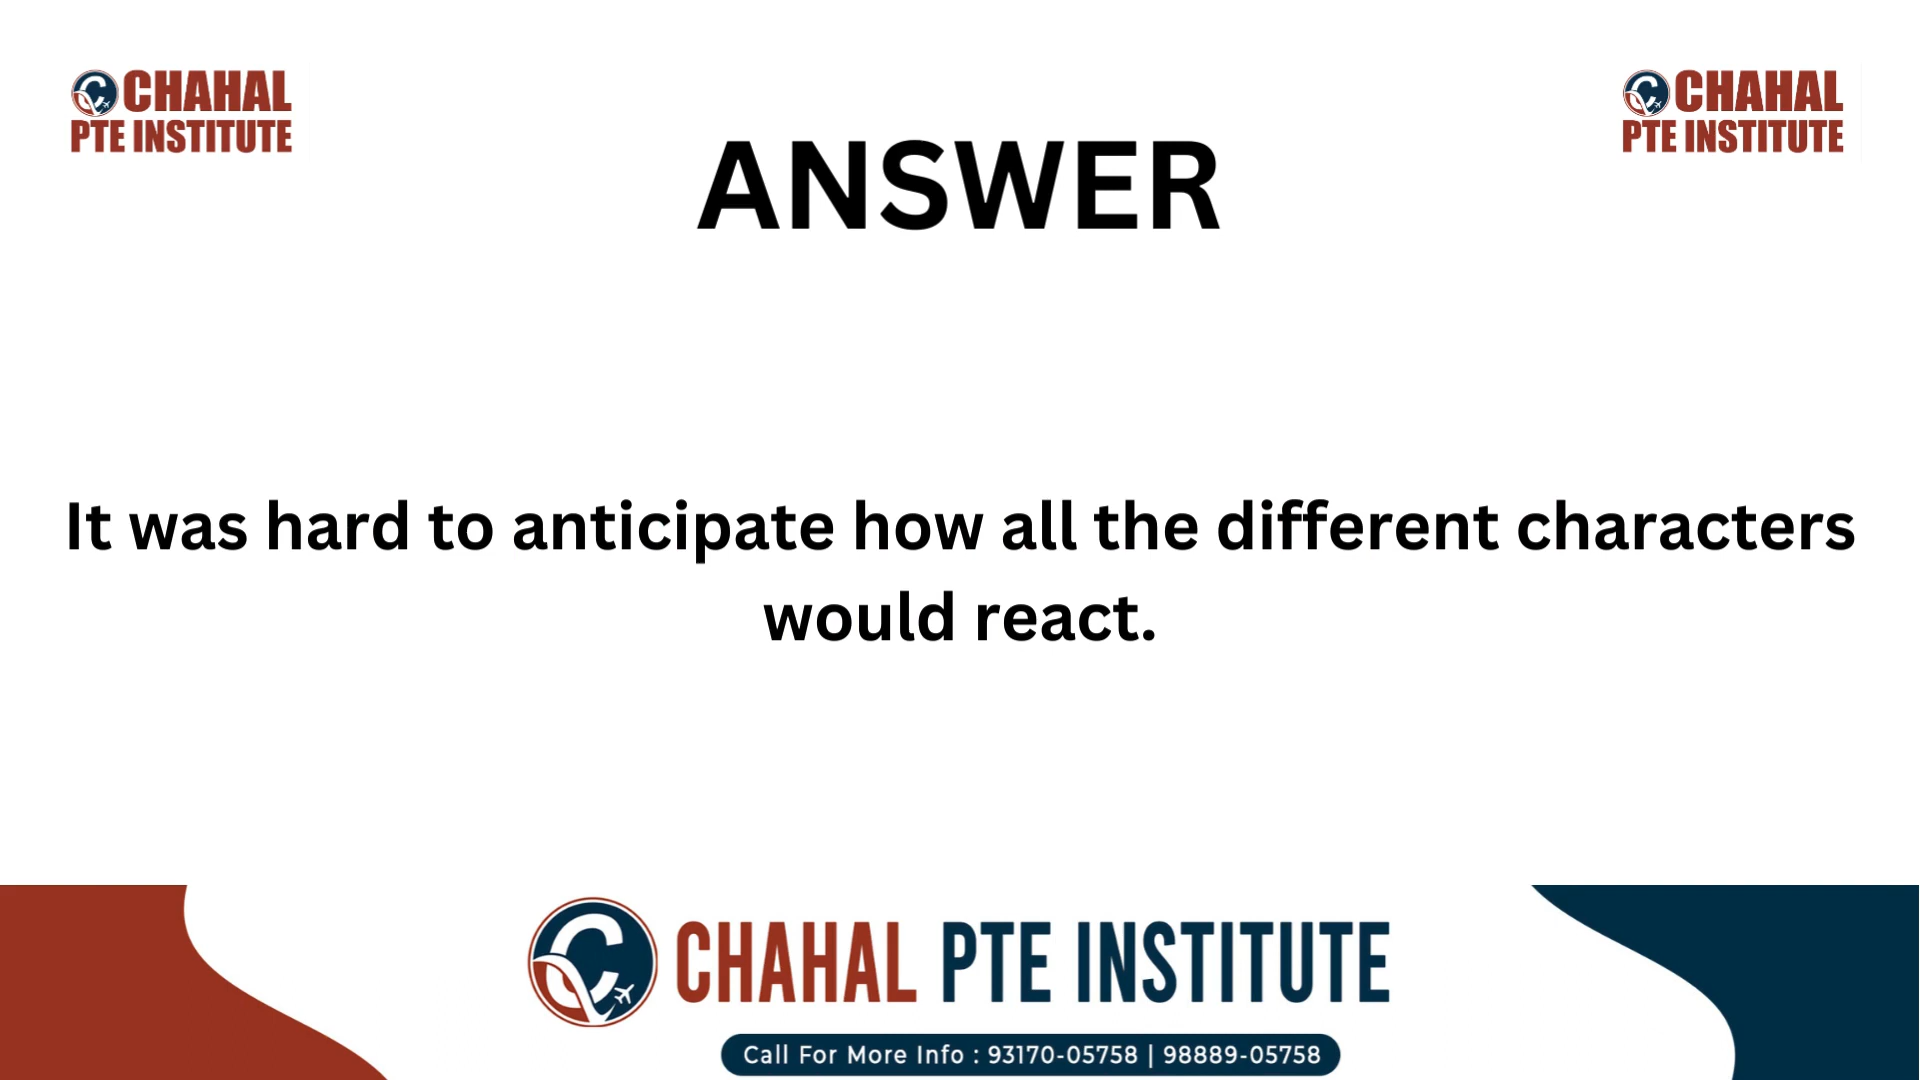 CHAHAL
PTE INSTITUTE
CHAHAL
PTE INSTITUTE
ANSWER
It was hard to anticipate how all the different characters
would react.
CHAHAL PTE INSTITUTE
Call For More Info : 93170-05758 | 98889-05758